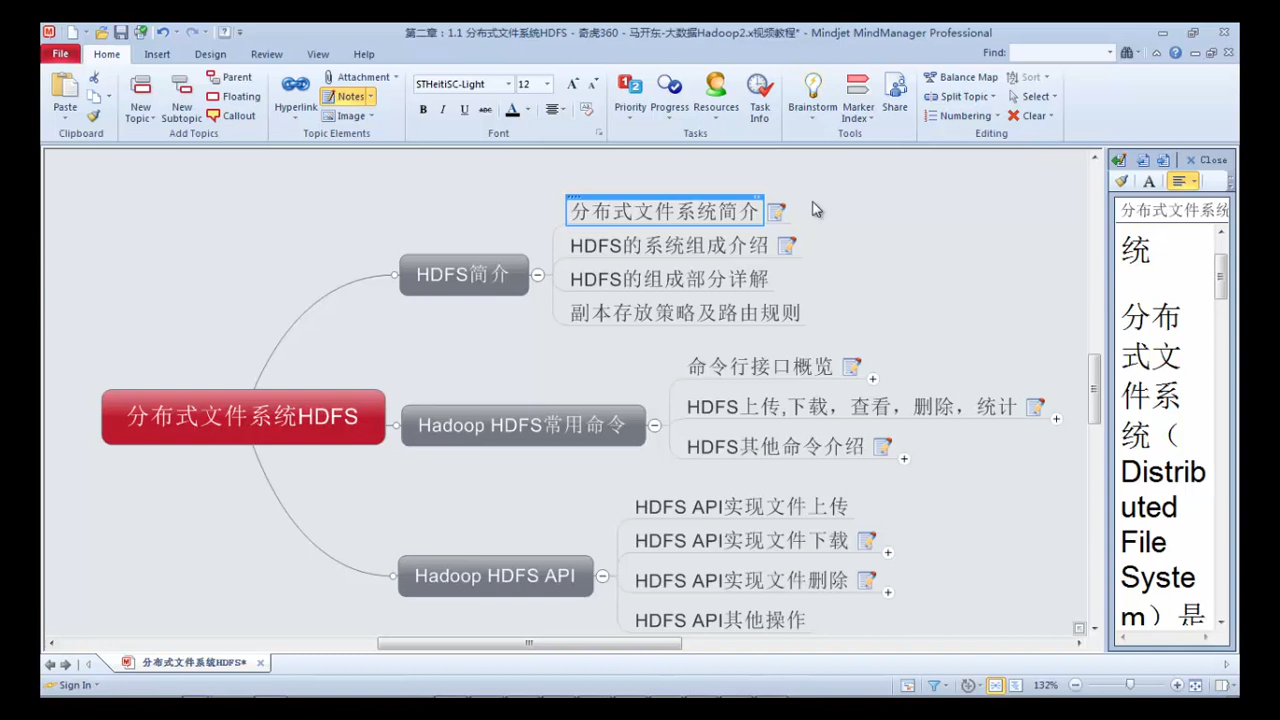 第二章：1.1 分布式文件系统HDFS - 奇虎360 - 马开东-大数据Hadoop2.x视频教程* - Mindjet MindManager Professional
File Home Insert Design Review View Help Find:
Paste
Clipboard
New Topic
New Subtopic
Parent
Floating
Callout
Add Topics
Hyperlink
Attachment
Notes
Image
Topic Elements
STHeitiSC-Light 12
B I U abc A
Font
Priority
Progress
Resources
Task Info
Tasks
Brainstorm
Marker Index
Share
Tools
Balance Map
Sort
Split Topic
Select
Numbering
Clear
Editing
Close
分布式文件系统简介
HDFS的系统组成介绍
HDFS简介
HDFS的组成部分详解
副本存放策略及路由规则
命令行接口概览
分布式文件系统HDFS
Hadoop HDFS常用命令
HDFS上传,下载，查看，删除，统计
HDFS其他命令介绍
HDFS API实现文件上传
HDFS API实现文件下载
Hadoop HDFS API
HDFS API实现文件删除
HDFS API其他操作
分布式文件系统
统
分布
式文
件系
统（
Distrib
uted
File
Syste
m）是
分布式文件系统HDFS*
Sign In
132%